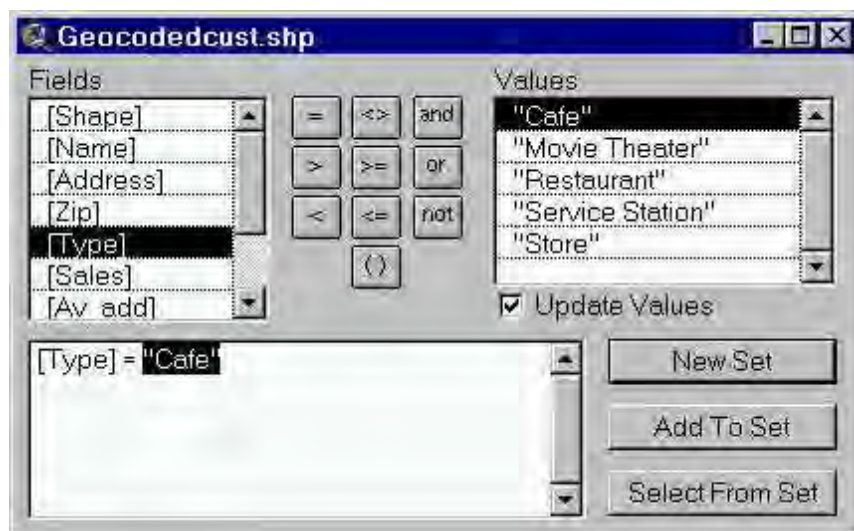 Geocodedcust.shp
Fields
[Shape]
[Name]
[Address]
[Zip]
[Type]
[Sales]
[Av_add]
= <> and
> >= or
< <= not
()
Values
"Cafe"
"Movie Theater"
"Restaurant"
"Service Station"
"Store"
Update Values
[Type] = "Cafe"
New Set
Add To Set
Select From Set